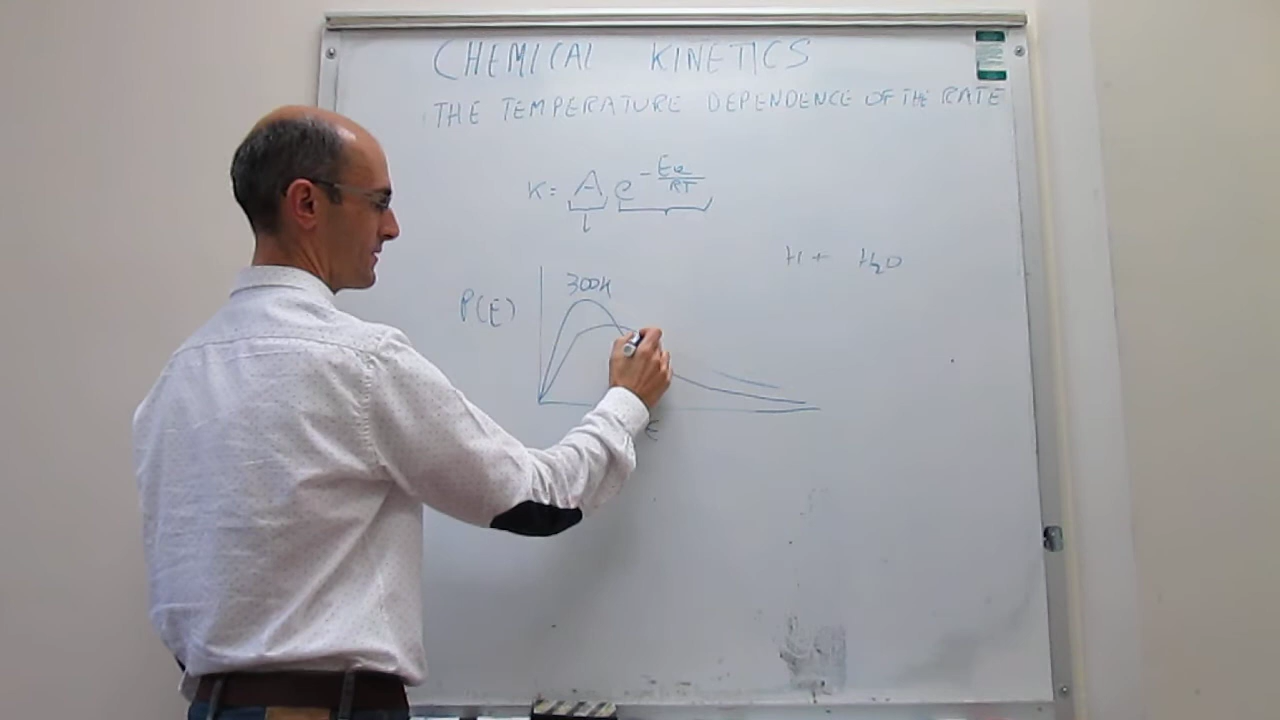 CHEMICAL KINETICS
THE TEMPERATURE DEPENDENCE OF THE RATE
K = A e^-Ea/RT
H + H₂O
300K
P(E)
E